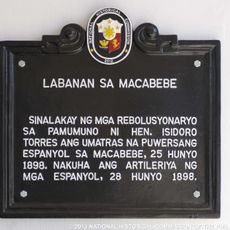 LABANAN SA MACABEBE
SINALAKAY NG MGA REBOLUSYONARYO
SA PAMUMUNO NI HEN. ISIDORO
TORRES ANG UMATRAS NA PUWERSANG
ESPANYOL SA MACABEBE, 25 HUNYO
1898. NAKUHA ANG ARTILERIYA NG
MGA ESPANYOL, 28 HUNYO 1898.